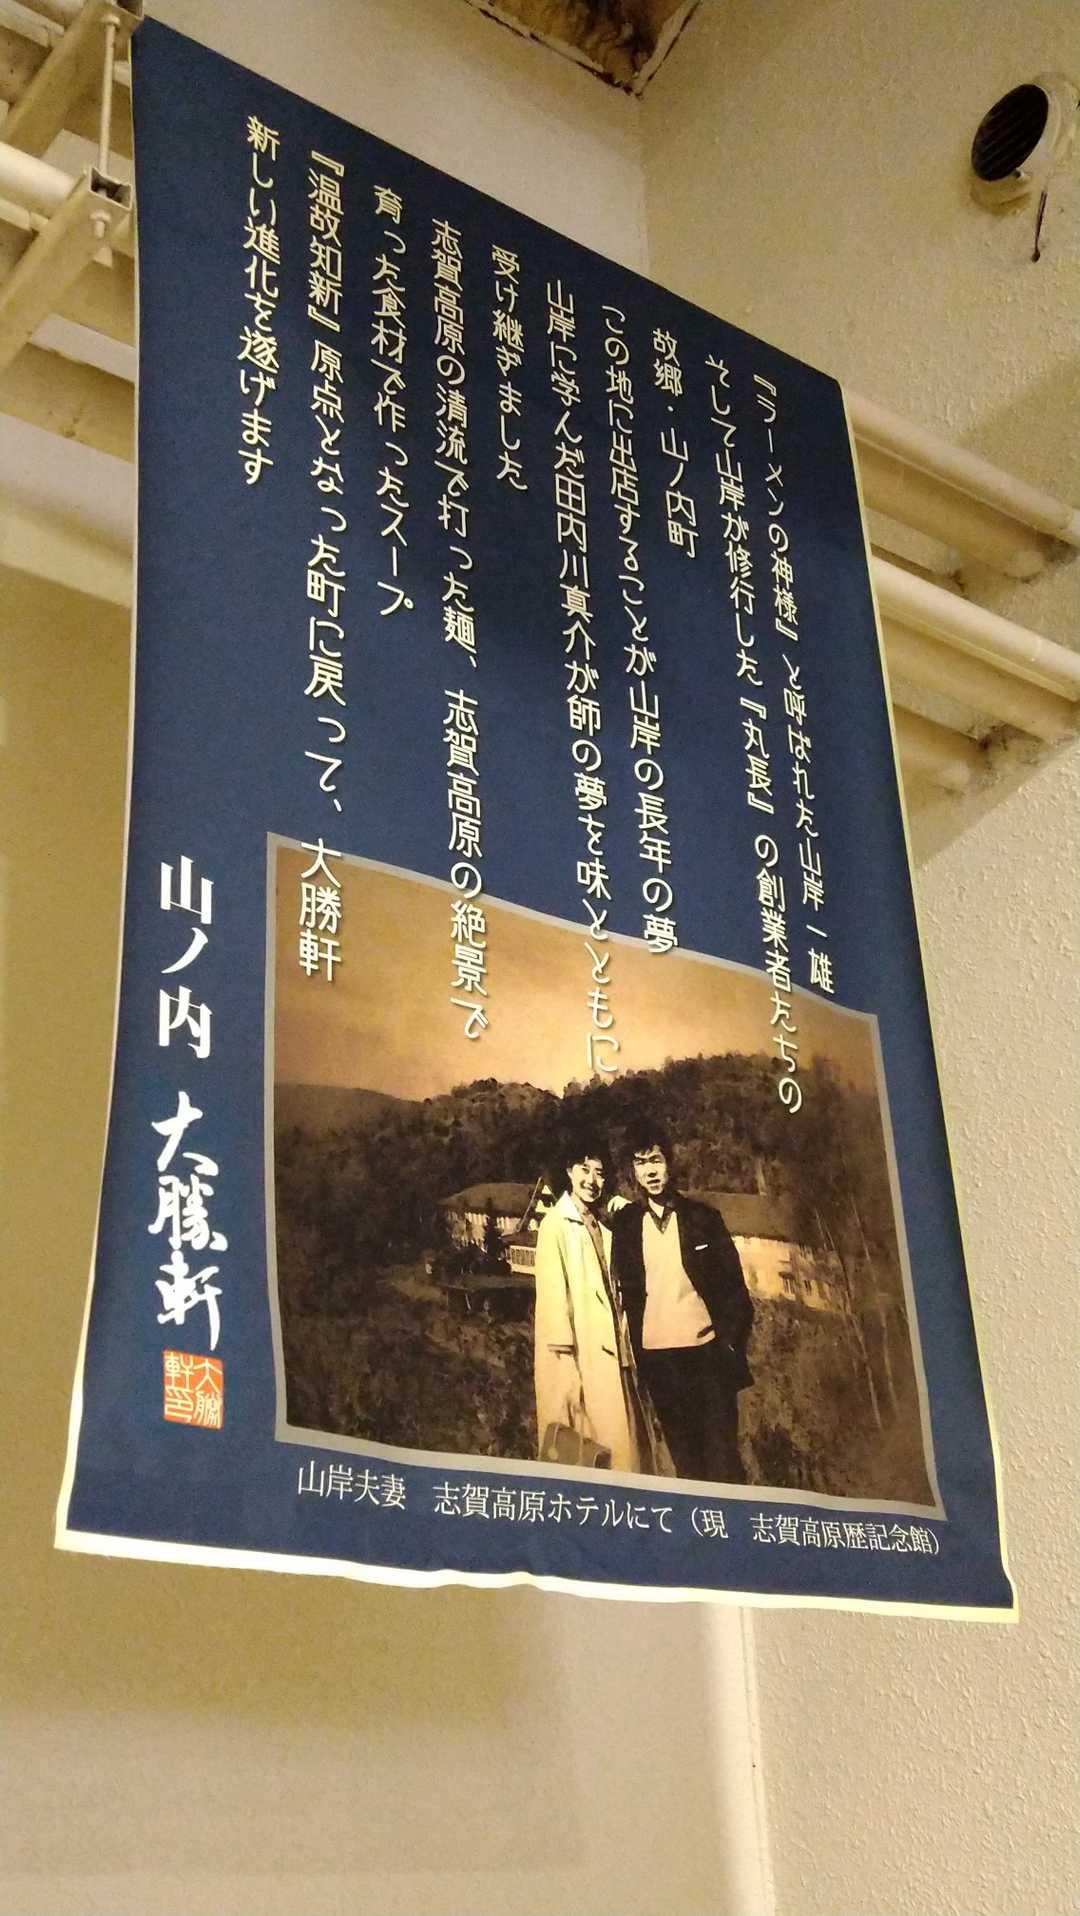 『ラーメンの神様』と呼ばれた山岸一雄
そして山岸が修行した『丸長』の創業者たちの
故郷・山ノ内町
この地に出店することが山岸の長年の夢
山岸に学んだ田内川真介が師の夢を味とともに
受け継ぎました
志賀高原の清流で打った麺、志賀高原の絶景で
育った食材で作ったスープ
『温故知新』原点となった町に戻って、大勝軒
新しい進化を遂げます
山ノ内 大勝軒
大勝軒印
山岸夫妻 志賀高原ホテルにて（現 志賀高原歴記念館）